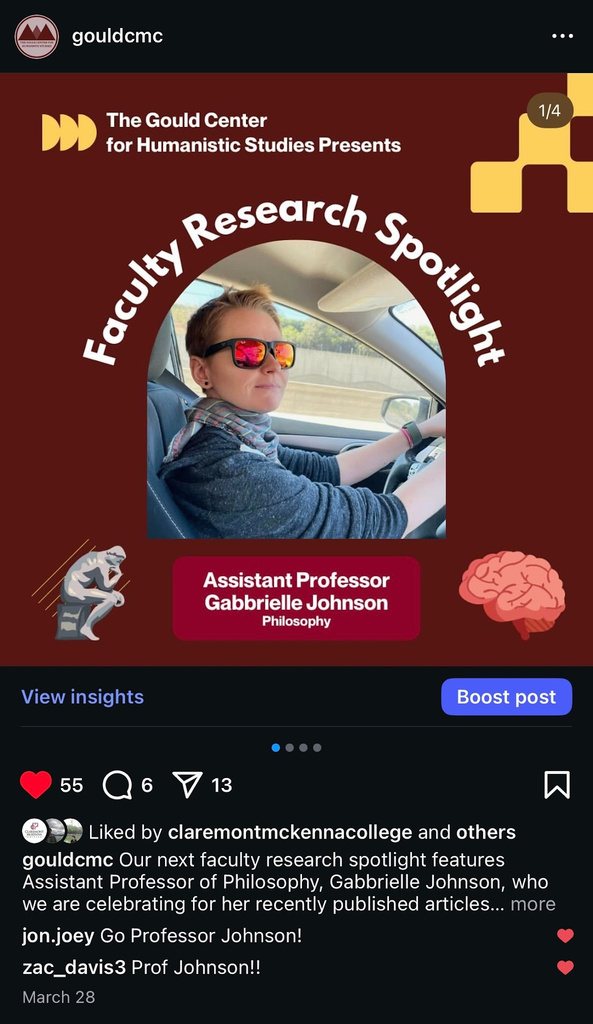 gouldcmc
1/4
The Gould Center
for Humanistic Studies Presents
Faculty Research Spotlight
Assistant Professor
Gabbrielle Johnson
Philosophy
View insights
Boost post
55 6 13
Liked by claremontmckennacollege and others
gouldcmc Our next faculty research spotlight features
Assistant Professor of Philosophy, Gabbrielle Johnson, who
we are celebrating for her recently published articles... more
jon.joey Go Professor Johnson!
zac_davis3 Prof Johnson!!
March 28